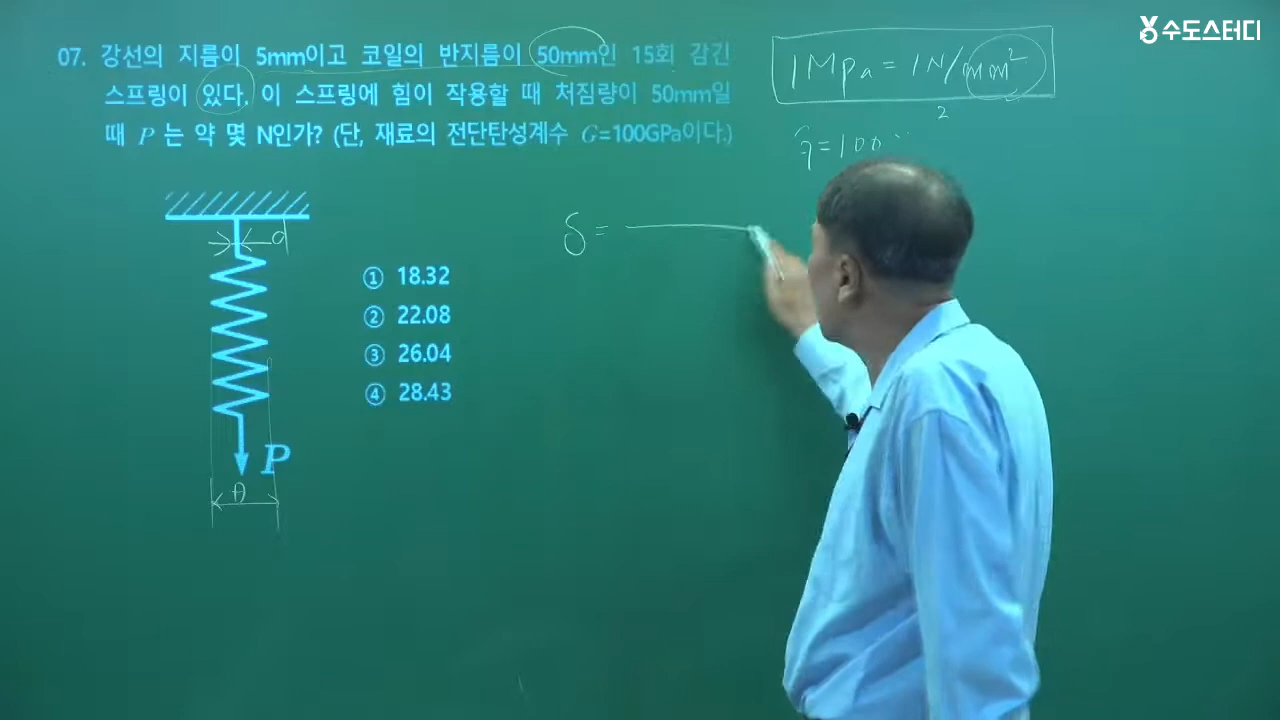 수도스터디
07. 강선의 지름이 5mm이고 코일의 반지름이 50mm인 15회 감긴
스프링이 있다. 이 스프링에 힘이 작용할 때 처짐량이 50mm일
때 P 는 약 몇 N인가? (단, 재료의 전단탄성계수 G=100GPa이다.)
1MPa = 1N/mm²
2
=100
δ =
d
① 18.32
② 22.08
③ 26.04
④ 28.43
P